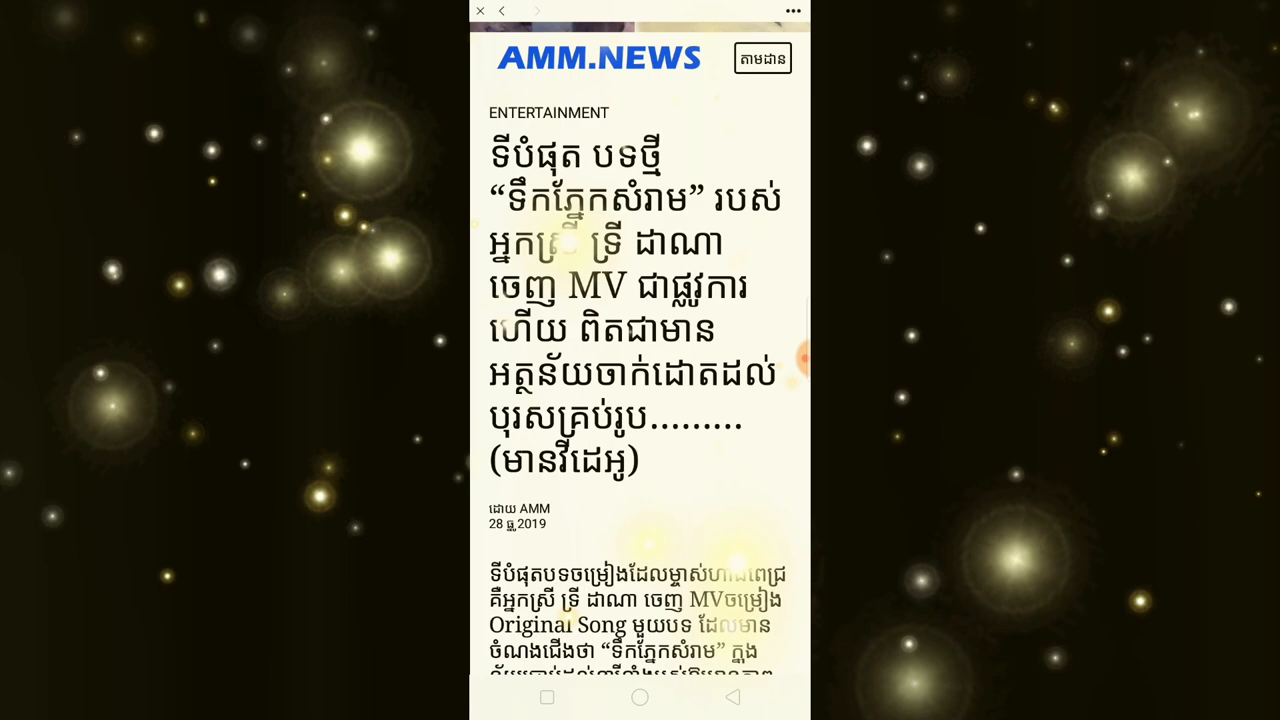 AMM.NEWS
តាមដាន
ENTERTAINMENT
ទីបំផុត បទថ្មី
“ទឹកភ្នែកសំរាម” របស់
អ្នកស្រី ទ្រី ដាណា
ចេញ MV ជាផ្លូវការ
ហើយ ពិតជាមាន
អត្ថន័យចាក់ដោតដល់
បុរសគ្រប់រូប.........
(មានវីដេអូ)
ដោយ AMM
28 ធ្នូ 2019
ទីបំផុតបទចម្រៀងដែលម្ចាស់ហាងពេជ្រ
គឺអ្នកស្រី ទ្រី ដាណា ចេញ MVចម្រៀង
Original Song មួយបទ ដែលមាន
ចំណងជើងថា “ទឹកភ្នែកសំរាម” ក្នុង